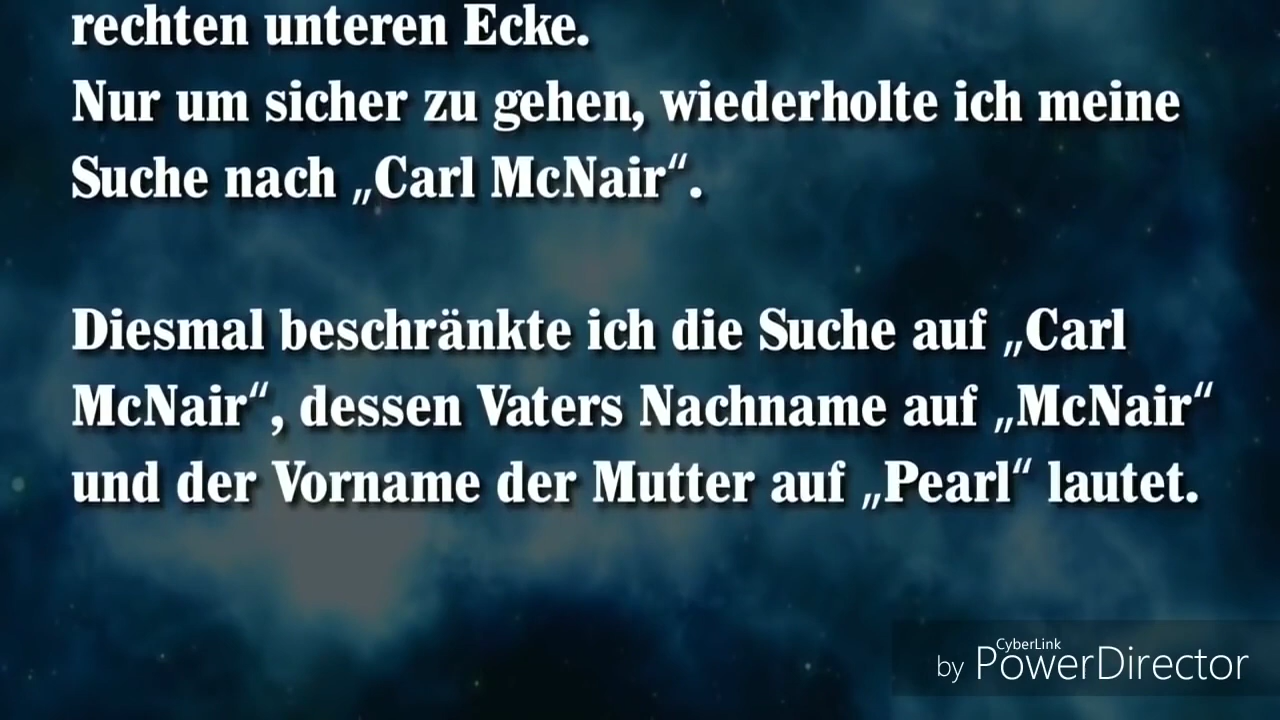 rechten unteren Ecke.
Nur um sicher zu gehen, wiederholte ich meine
Suche nach „Carl McNair“.
Diesmal beschränkte ich die Suche auf „Carl
McNair“, dessen Vaters Nachname auf „McNair“
und der Vorname der Mutter auf „Pearl“ lautet.
CyberLink
by PowerDirector